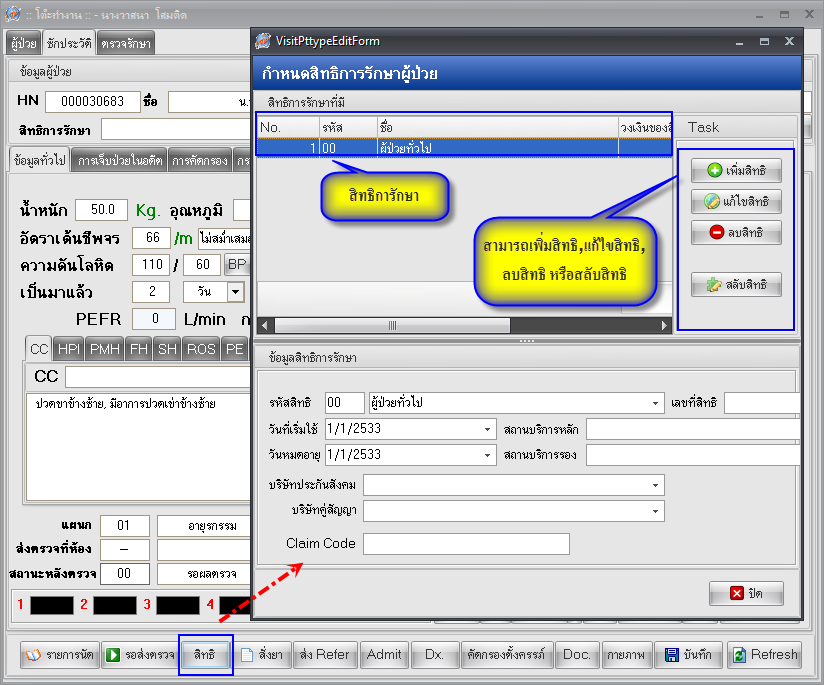 :: โต๊ะทำงาน :: - นางวาสนา โสมติด
ผู้ป่วย ซักประวัติ ตรวจรักษา
ข้อมูลผู้ป่วย
HN 000030683 ชื่อ น.
สิทธิการรักษา
ข้อมูลทั่วไป การเจ็บป่วยในอดีต การคัดกรอง
น้ำหนัก 50.0 Kg. อุณหภูมิ
อัตราเต้นชีพจร 66 /m ไม่สม่ำเสมอ
ความดันโลหิต 110 / 60 BP
เป็นมาแล้ว 2 วัน
PEFR 0 L/min ก
CC HPI PMH FH SH ROS PE
CC
ปวดขาข้างซ้าย, มีอาการปวดเข่าข้างซ้าย
แผนก 01 อายุรกรรม
ส่งตรวจที่ห้อง –
สถานะหลังตรวจ 00 รอผลตรวจ
1 2 3 4
VisitPttypeEditForm
กำหนดสิทธิการรักษาผู้ป่วย
สิทธิการรักษาที่มี
No. รหัส ชื่อ วงเงินของสิ
1 00 ผู้ป่วยทั่วไป
Task
เพิ่มสิทธิ
แก้ไขสิทธิ
ลบสิทธิ
สลับสิทธิ
สิทธิการักษา
สามารถเพิ่มสิทธิ,แก้ไขสิทธิ,
ลบสิทธิ หรือสลับสิทธิ
ข้อมูลสิทธิการรักษา
รหัสสิทธิ 00 ผู้ป่วยทั่วไป เลขที่สิทธิ
วันที่เริ่มใช้ 1/1/2533 สถานบริการหลัก
วันหมดอายุ 1/1/2533 สถานบริการรอง
บริษัทประกันสังคม
บริษัทคู่สัญญา
Claim Code
ปิด
รายการนัด รอส่งตรวจ สิทธิ สั่งยา ส่ง Refer Admit Dx. คัดกรองตั้งครรภ์ Doc. กายภาพ บันทึก Refresh